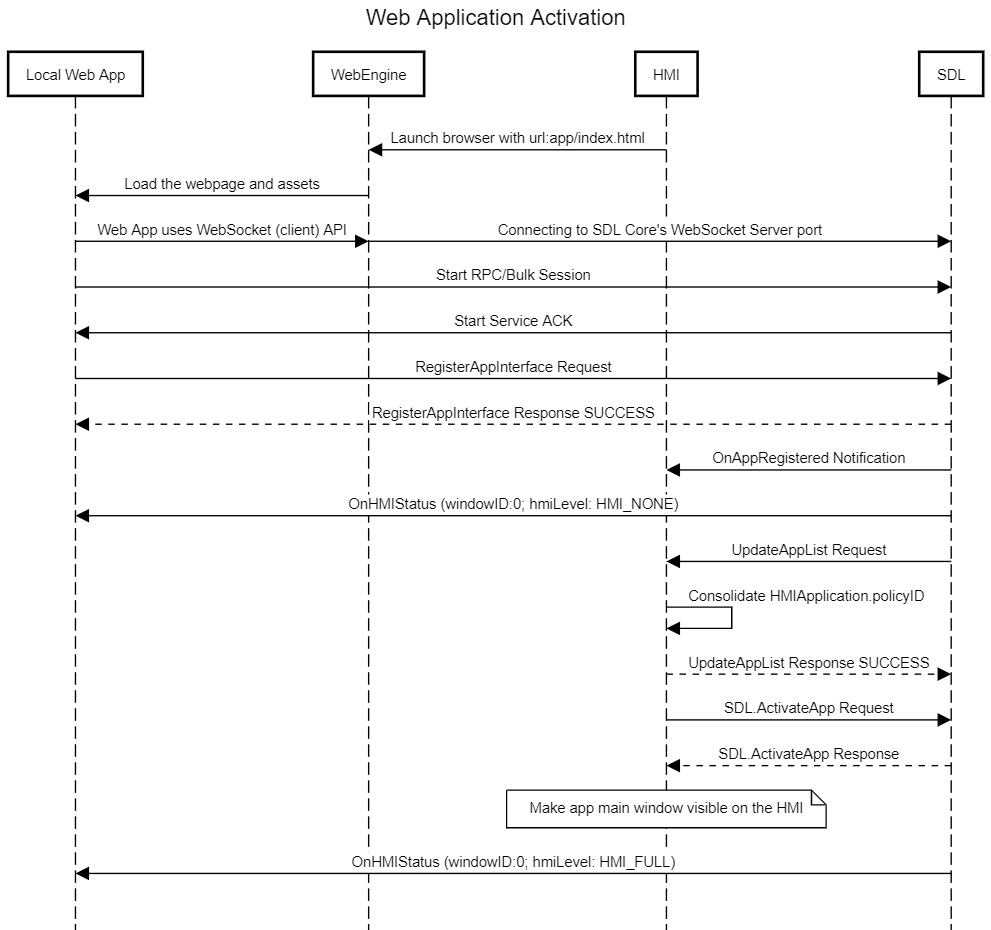 Web Application Activation
Local Web App
WebEngine
HMI
SDL
Launch browser with url:app/index.html
Load the webpage and assets
Web App uses WebSocket (client) API
Connecting to SDL Core's WebSocket Server port
Start RPC/Bulk Session
Start Service ACK
RegisterAppInterface Request
RegisterAppInterface Response SUCCESS
OnAppRegistered Notification
OnHMIStatus (windowID:0; hmiLevel: HMI_NONE)
UpdateAppList Request
Consolidate HMIApplication.policyID
UpdateAppList Response SUCCESS
SDL.ActivateApp Request
SDL.ActivateApp Response
Make app main window visible on the HMI
OnHMIStatus (windowID:0; hmiLevel: HMI_FULL)